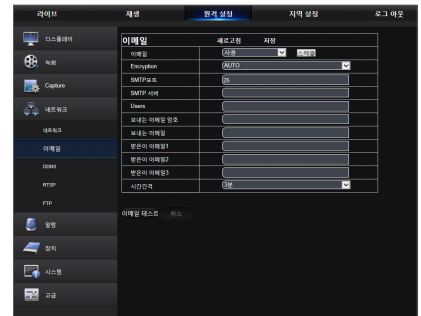 라이브 재생 원격 설정 지역 설정 로그 아웃
디스플레이
녹화
Capture
네트워크
네트워크
이메일
DDNS
RTSP
FTP
알람
장치
시스템
고급
이메일 새로고침 저장
이메일 사용 스케쥴
Encryption AUTO
SMTP포트 25
SMTP 서버
Users
보내는 이메일 암호
보내는 이메일
받은이 이메일1
받은이 이메일2
받은이 이메일3
시간간격 3분
이메일 테스트 취소